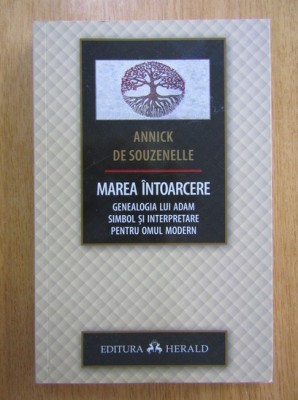 ANNICK
DE SOUZENELLE
MAREA ÎNTOARCERE
GENEALOGIA LUI ADAM
SIMBOL ȘI INTERPRETARE
PENTRU OMUL MODERN
EDITURA HERALD